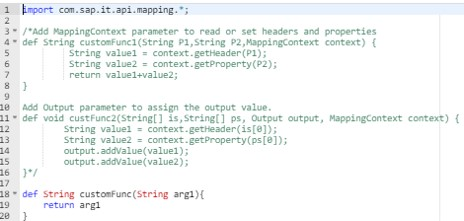 1 import com.sap.it.api.mapping.*;
2
3 /*Add MappingContext parameter to read or set headers and properties
4 def String customFunc1(String P1,String P2,MappingContext context) {
5 String value1 = context.getHeader(P1);
6 String value2 = context.getProperty(P2);
7 return value1+value2;
8 }
9
10 Add Output parameter to assign the output value.
11 def void custFunc2(String[] is,String[] ps, Output output, MappingContext context) {
12 String value1 = context.getHeader(is[0]);
13 String value2 = context.getProperty(ps[0]);
14 output.addValue(value1);
15 output.addValue(value2);
16 }*/
17
18 def String customFunc(String arg1){
19 return arg1
20 }